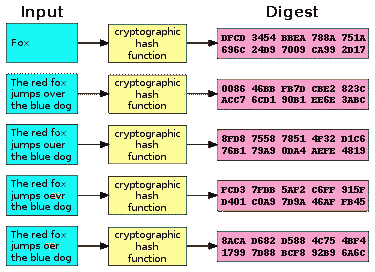 Input
Digest
Fox
cryptographic
hash
function
DFCD 3454 BBEA 788A 751A
696C 24D9 7009 CA99 2D17
The red fox
jumps over
the blue dog
cryptographic
hash
function
0086 46BB FB7D CBE2 823C
ACC7 6CD1 90B1 EE6E 3ABC
The red fox
jumps ouer
the blue dog
cryptographic
hash
function
8FD8 7558 7851 4F32 D1C6
76B1 79A9 0DA4 AEFE 4819
The red fox
jumps oevr
the blue dog
cryptographic
hash
function
FCD3 7FDB 5AF2 C6FF 915F
D401 C0A9 7D9A 46AF FB45
The red fox
jumps oer
the blue dog
cryptographic
hash
function
8ACA D682 D588 4C75 4BF4
1799 7D88 BCF8 92B9 6A6C